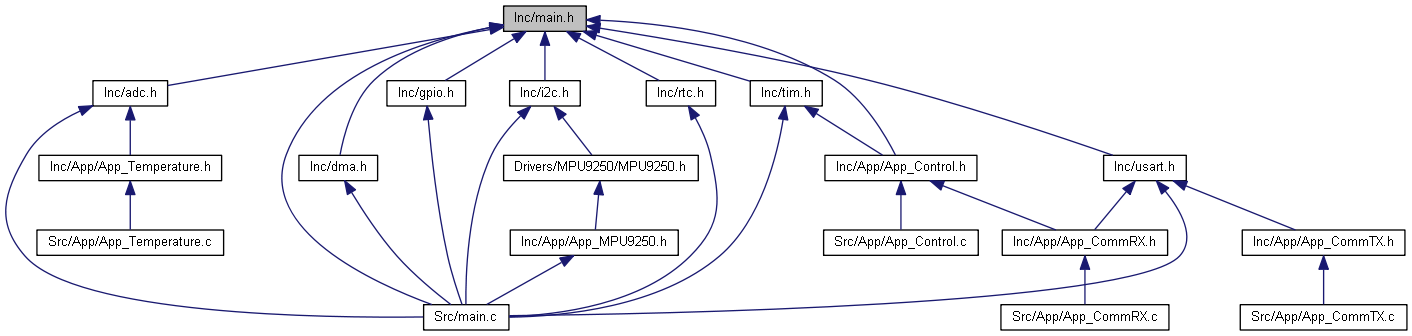 Inc/main.h
Inc/adc.h
Inc/gpio.h
Inc/i2c.h
Inc/rtc.h
Inc/tim.h
Inc/App/App_Temperature.h
Inc/dma.h
Drivers/MPU9250/MPU9250.h
Inc/App/App_Control.h
Inc/usart.h
Src/App/App_Temperature.c
Inc/App/App_MPU9250.h
Src/App/App_Control.c
Inc/App/App_CommRX.h
Inc/App/App_CommTX.h
Src/main.c
Src/App/App_CommRX.c
Src/App/App_CommTX.c